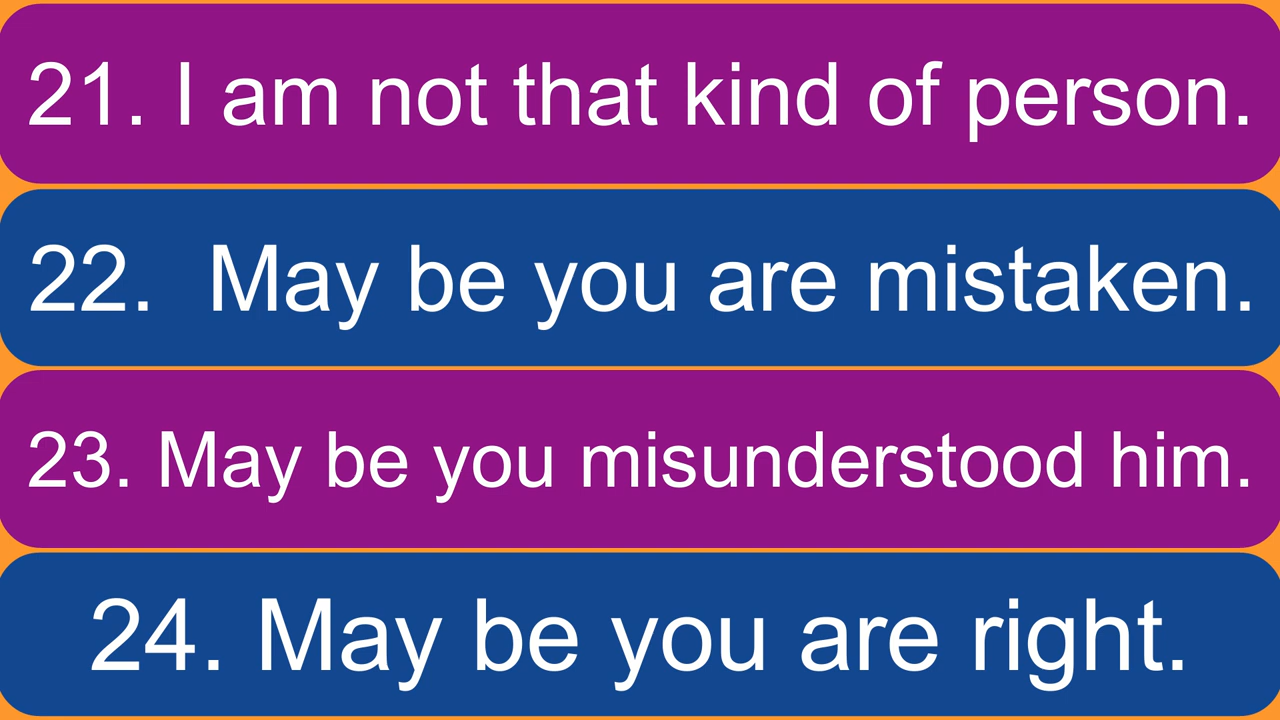 21. I am not that kind of person.
22. May be you are mistaken.
23. May be you misunderstood him.
24. May be you are right.